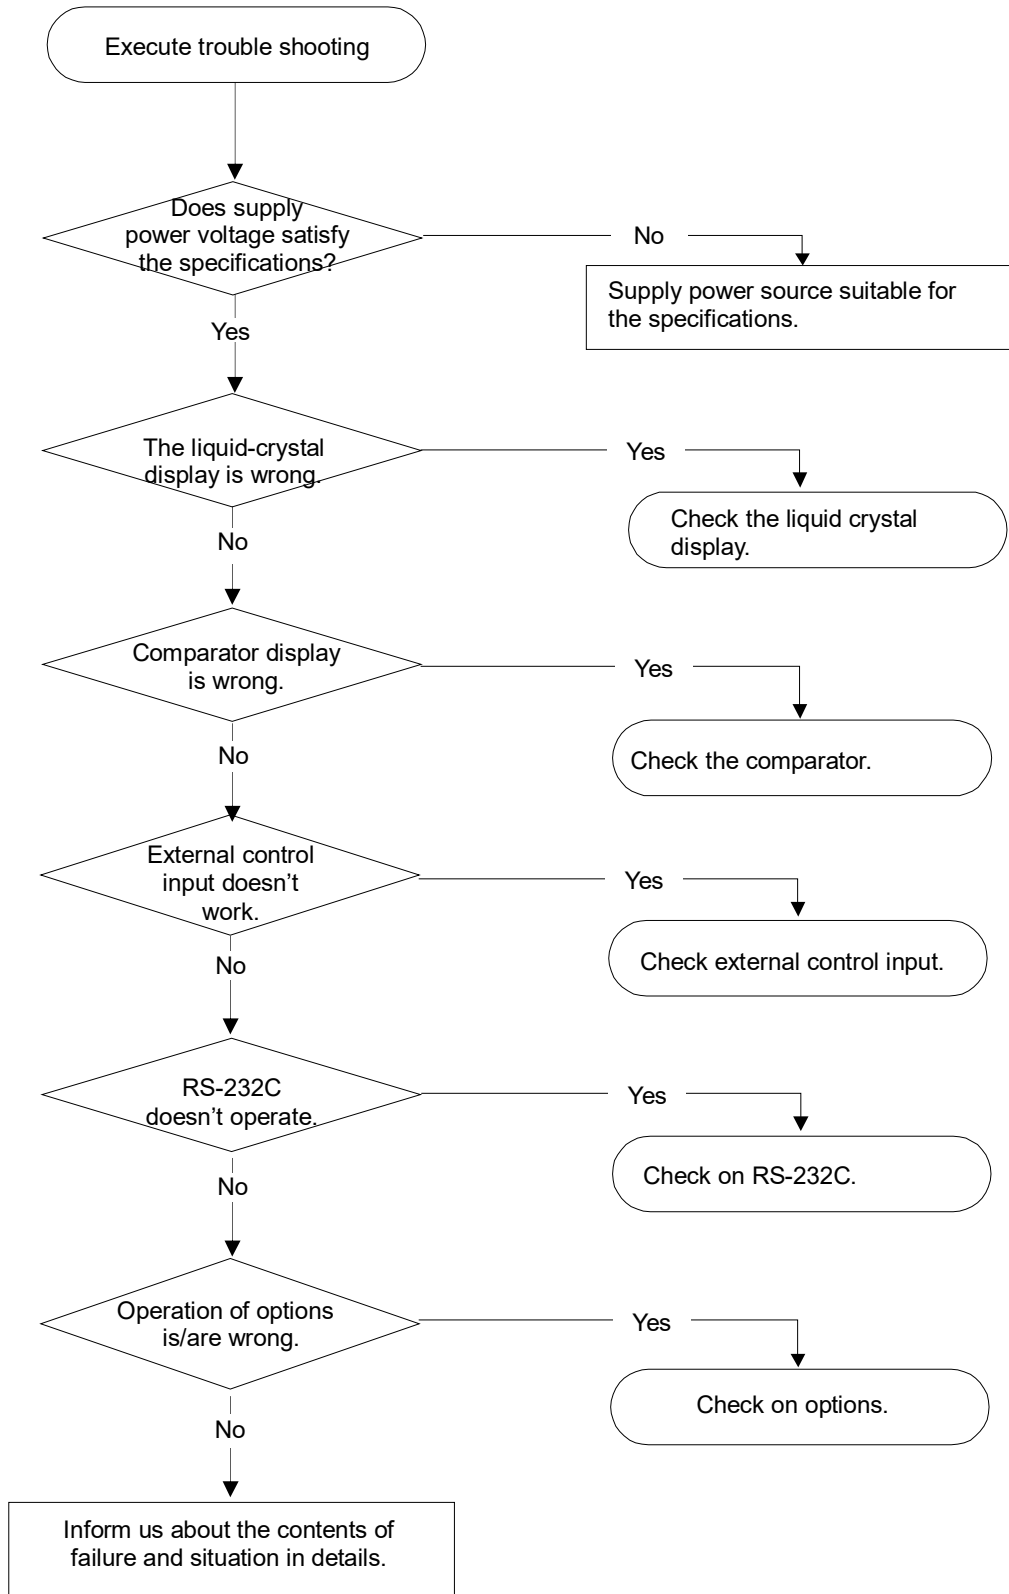 Execute trouble shooting
Does supply
power voltage satisfy
the specifications?
No
Supply power source suitable for
the specifications.
Yes
The liquid-crystal
display is wrong.
Yes
Check the liquid crystal
display.
No
Comparator display
is wrong.
Yes
Check the comparator.
No
External control
input doesn’t
work.
Yes
Check external control input.
No
RS-232C
doesn’t operate.
Yes
Check on RS-232C.
No
Operation of options
is/are wrong.
Yes
Check on options.
No
Inform us about the contents of
failure and situation in details.